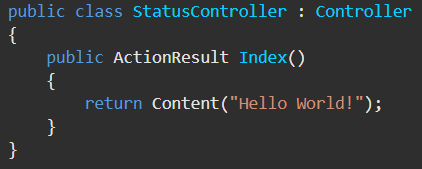 public class StatusController : Controller
{
    public ActionResult Index()
    {
        return Content("Hello World!");
    }
}